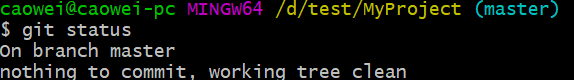 caowei@caowei-pc MINGW64 /d/test/MyProject (master)
$ git status
On branch master
nothing to commit, working tree clean